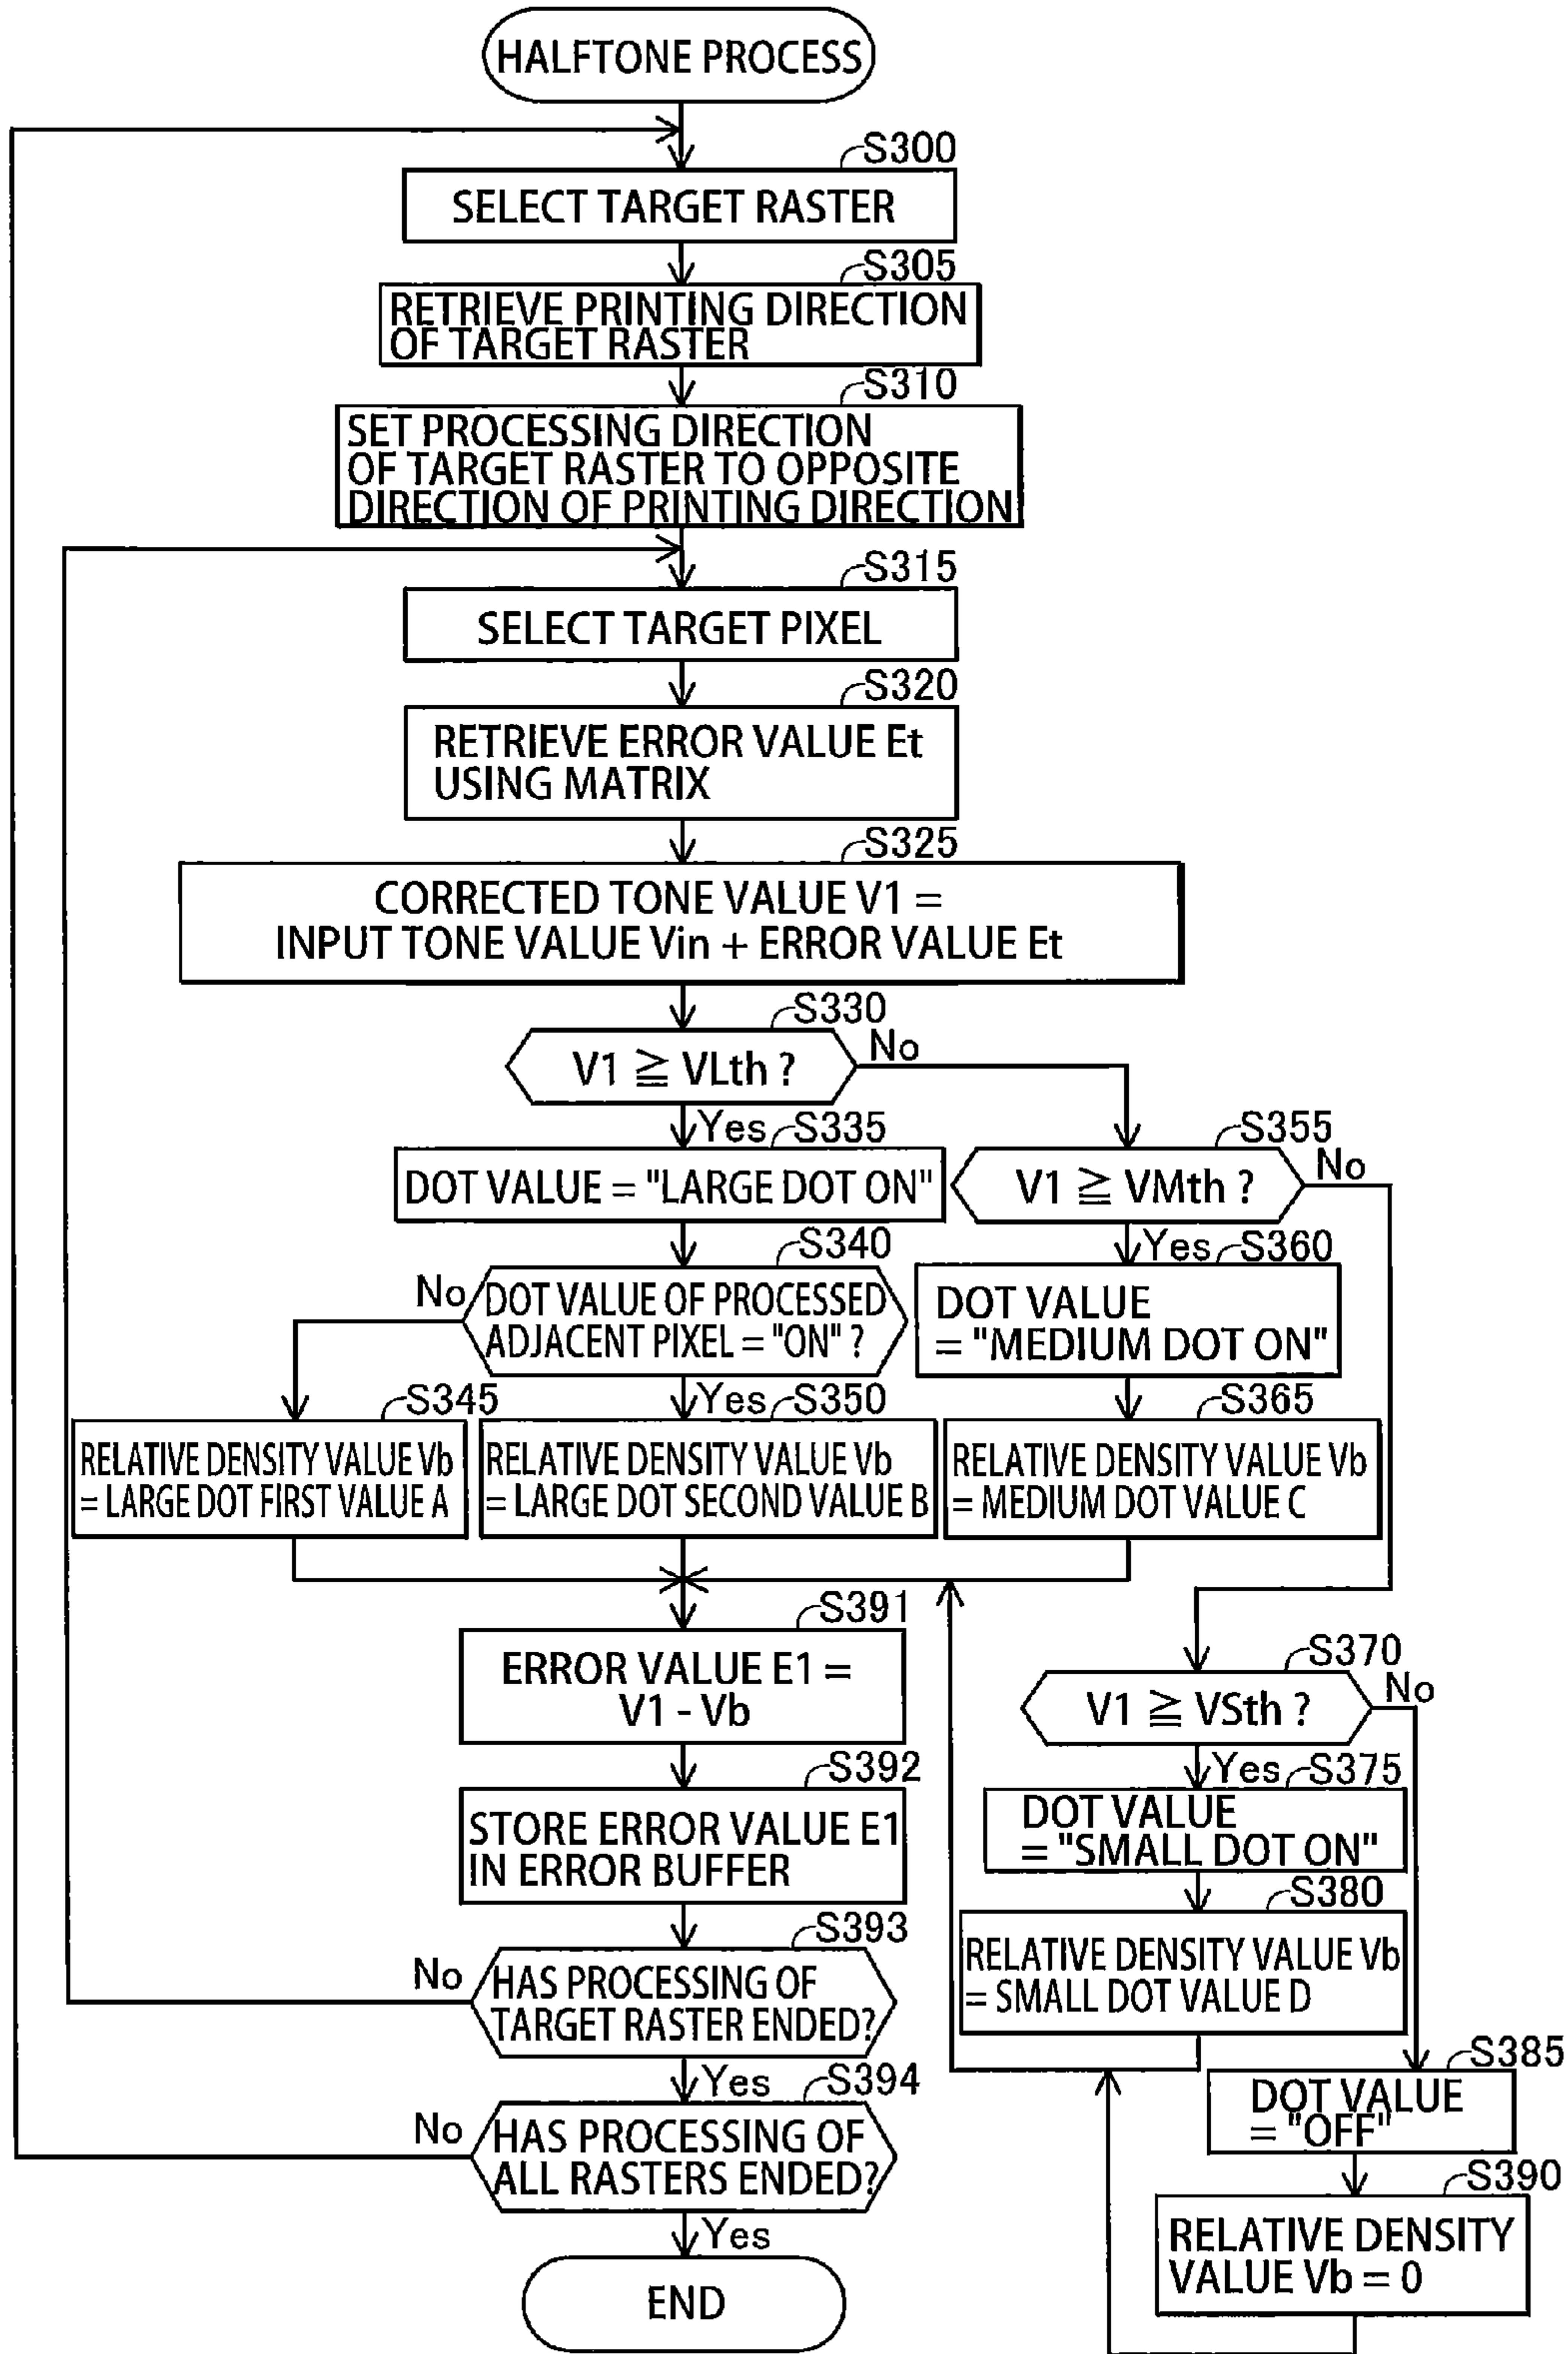 HALFTONE PROCESS
S300
SELECT TARGET RASTER
S305
RETRIEVE PRINTING DIRECTION
OF TARGET RASTER
S310
SET PROCESSING DIRECTION
OF TARGET RASTER TO OPPOSITE
DIRECTION OF PRINTING DIRECTION
S315
SELECT TARGET PIXEL
S320
RETRIEVE ERROR VALUE Et
USING MATRIX
S325
CORRECTED TONE VALUE V1 =
INPUT TONE VALUE Vin + ERROR VALUE Et
S330
V1 ≧ VLth ?
No
Yes
S335
DOT VALUE = "LARGE DOT ON"
S355
V1 ≧ VMth ?
No
S340
DOT VALUE OF PROCESSED
ADJACENT PIXEL = "ON" ?
No
Yes
S360
DOT VALUE
= "MEDIUM DOT ON"
S345
RELATIVE DENSITY VALUE Vb
= LARGE DOT FIRST VALUE A
Yes
S350
RELATIVE DENSITY VALUE Vb
= LARGE DOT SECOND VALUE B
S365
RELATIVE DENSITY VALUE Vb
= MEDIUM DOT VALUE C
S391
ERROR VALUE E1 =
V1 - Vb
S370
V1 ≧ VSth ?
No
S392
STORE ERROR VALUE E1
IN ERROR BUFFER
Yes
S375
DOT VALUE
= "SMALL DOT ON"
S380
RELATIVE DENSITY VALUE Vb
= SMALL DOT VALUE D
S393
HAS PROCESSING OF
TARGET RASTER ENDED?
No
Yes
S394
HAS PROCESSING OF
ALL RASTERS ENDED?
No
S385
DOT VALUE
= "OFF"
S390
RELATIVE DENSITY
VALUE Vb = 0
Yes
END